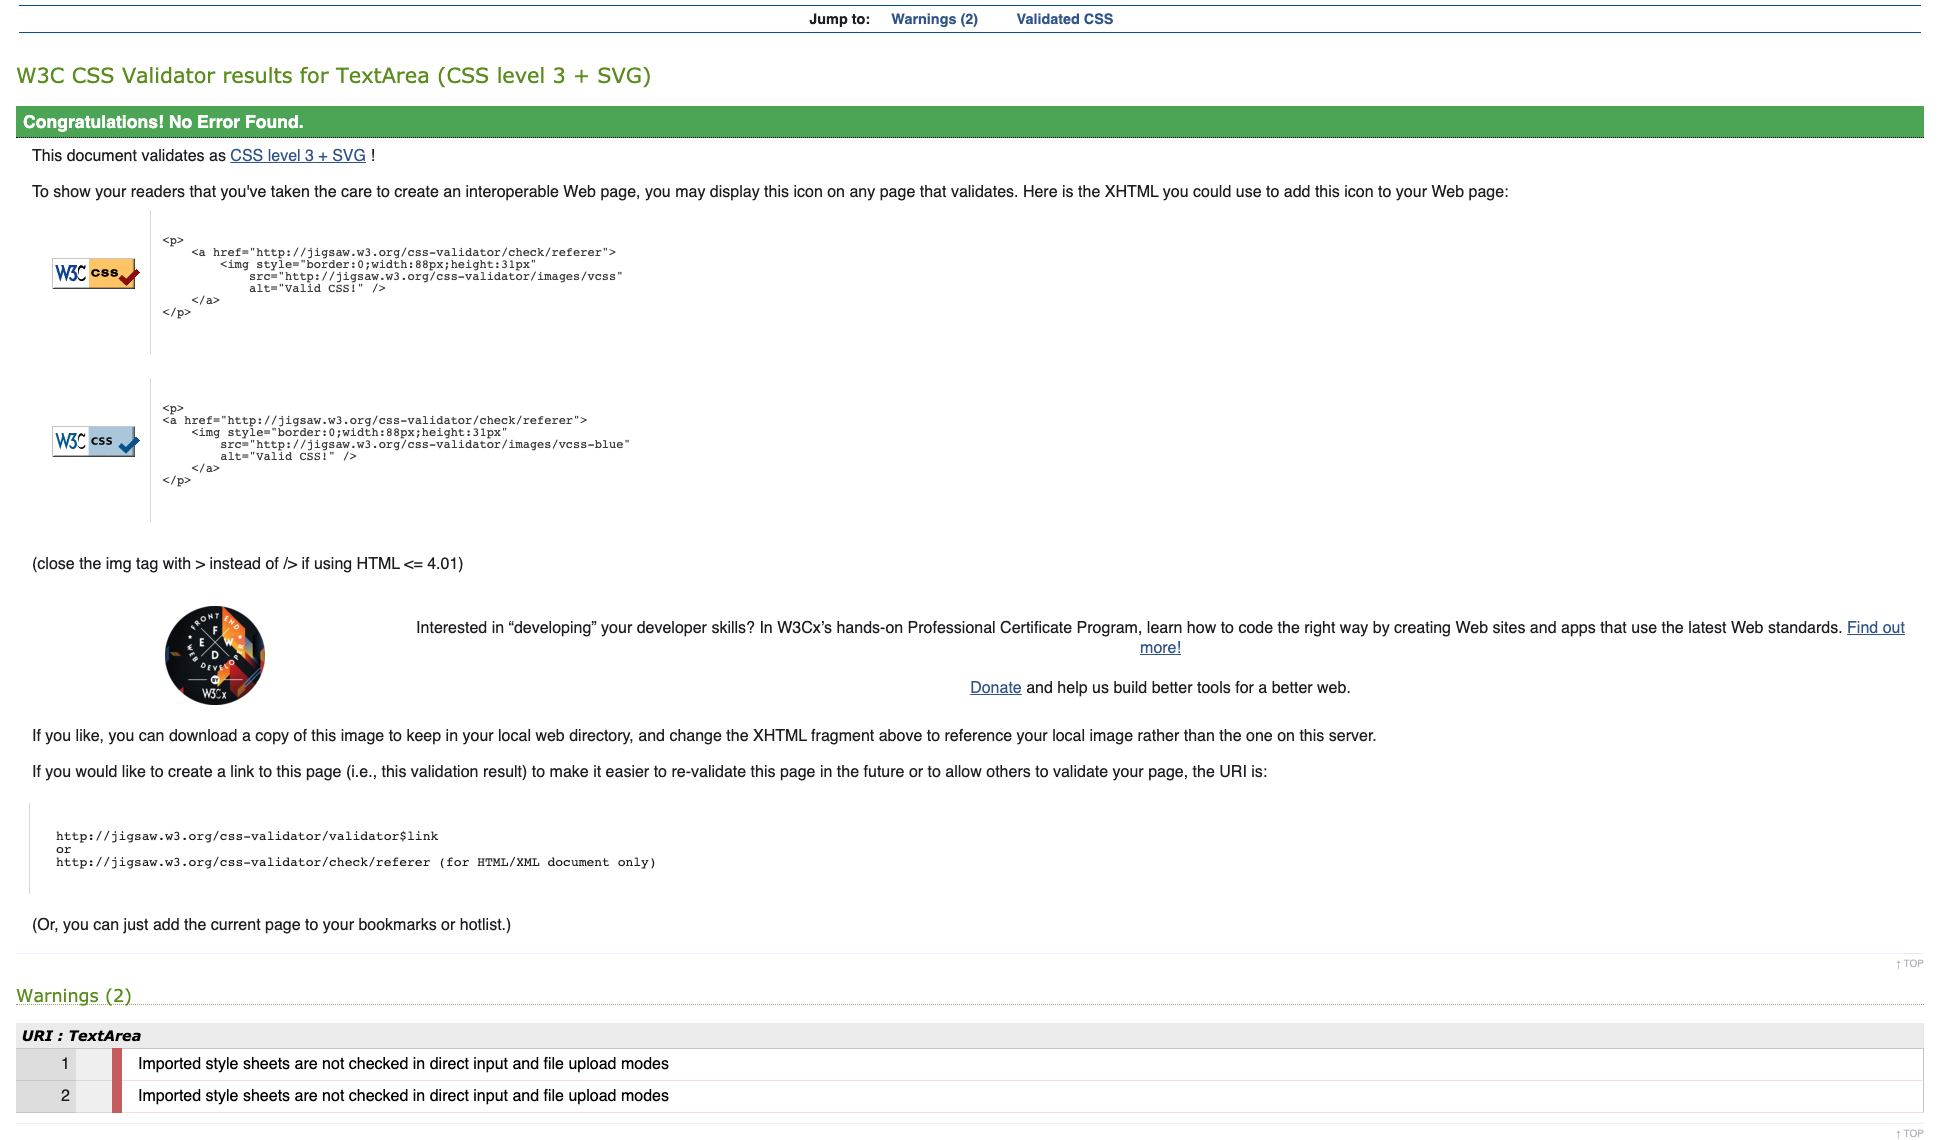 Jump to: Warnings (2) Validated CSS
W3C CSS Validator results for TextArea (CSS level 3 + SVG)
Congratulations! No Error Found.
This document validates as CSS level 3 + SVG !
To show your readers that you've taken the care to create an interoperable Web page, you may display this icon on any page that validates. Here is the XHTML you could use to add this icon to your Web page:
W3C css
<p>
<a href="http://jigsaw.w3.org/css-validator/check/referer">
<img style="border:0;width:88px;height:31px"
src="http://jigsaw.w3.org/css-validator/images/vcss"
alt="Valid CSS!" />
</a>
</p>
W3C css
<p>
<a href="http://jigsaw.w3.org/css-validator/check/referer">
<img style="border:0;width:88px;height:31px"
src="http://jigsaw.w3.org/css-validator/images/vcss-blue"
alt="Valid CSS!" />
</a>
</p>
(close the img tag with > instead of /> if using HTML <= 4.01)
FRONT END
F
E W
D
WEB DEVELOPER
BY
W3Cx
Interested in “developing” your developer skills? In W3Cx’s hands-on Professional Certificate Program, learn how to code the right way by creating Web sites and apps that use the latest Web standards. Find out
more!
Donate and help us build better tools for a better web.
If you like, you can download a copy of this image to keep in your local web directory, and change the XHTML fragment above to reference your local image rather than the one on this server.
If you would like to create a link to this page (i.e., this validation result) to make it easier to re-validate this page in the future or to allow others to validate your page, the URI is:
http://jigsaw.w3.org/css-validator/validator$link
or
http://jigsaw.w3.org/css-validator/check/referer (for HTML/XML document only)
(Or, you can just add the current page to your bookmarks or hotlist.)
↑ TOP
Warnings (2)
URI : TextArea
1 Imported style sheets are not checked in direct input and file upload modes
2 Imported style sheets are not checked in direct input and file upload modes
↑ TOP